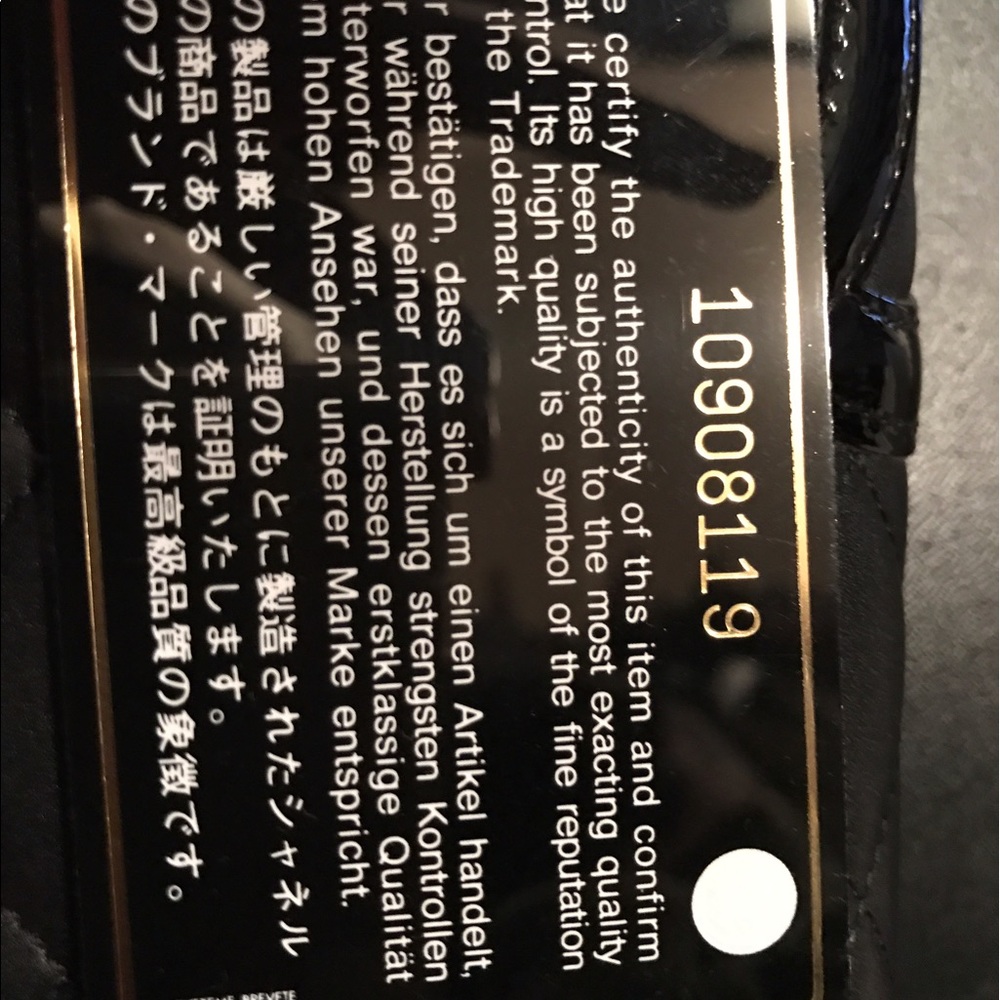 10908119
certify the authenticity of this item and confirm
it has been subjected to the most exacting quality
Its high quality is a symbol of the fine reputation
the Trademark.
bestätigen, dass es sich um einen Artikel handelt,
während seiner Herstellung strengsten Kontrollen
terworfen war, und dessen erstklassige Qualität
hohen Ansehen unserer Marke entspricht.
の製品は厳しい管理のもとに製造されたシャネル
の商品であることを証明いたします。
のブランド・マークは最高級品質の象徴です。
BREVETE